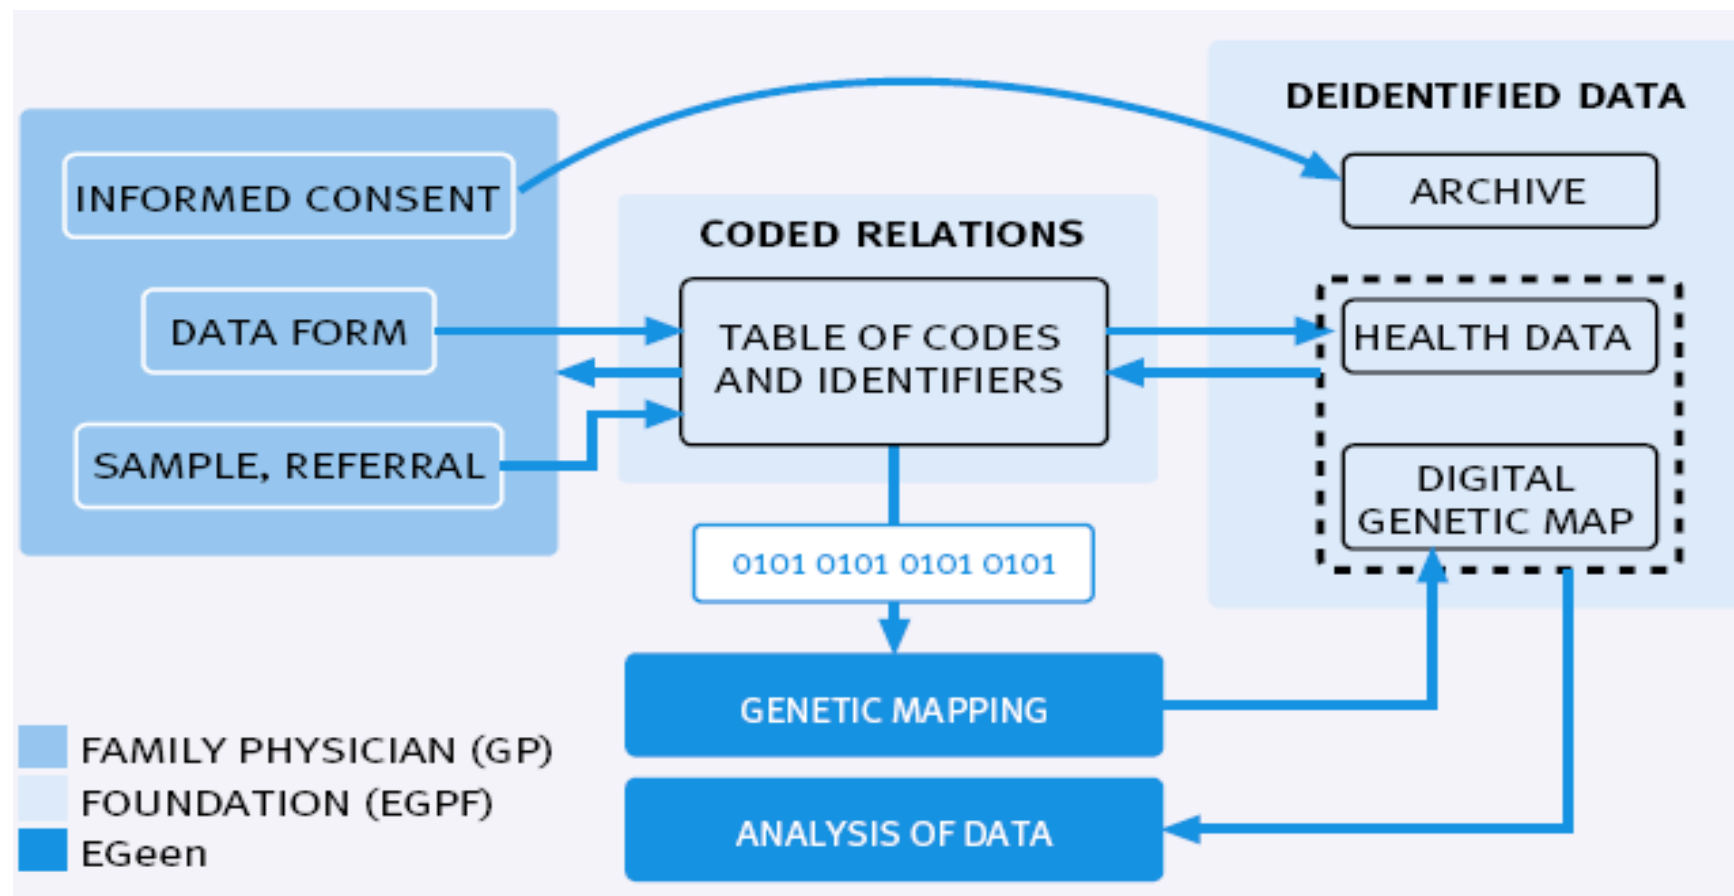 DEIDENTIFIED DATA
INFORMED CONSENT
ARCHIVE
CODED RELATIONS
DATA FORM
TABLE OF CODES
AND IDENTIFIERS
HEALTH DATA
SAMPLE, REFERRAL
DIGITAL
GENETIC MAP
0101 0101 0101 0101
GENETIC MAPPING
ANALYSIS OF DATA
FAMILY PHYSICIAN (GP)
FOUNDATION (EGPF)
EGeen